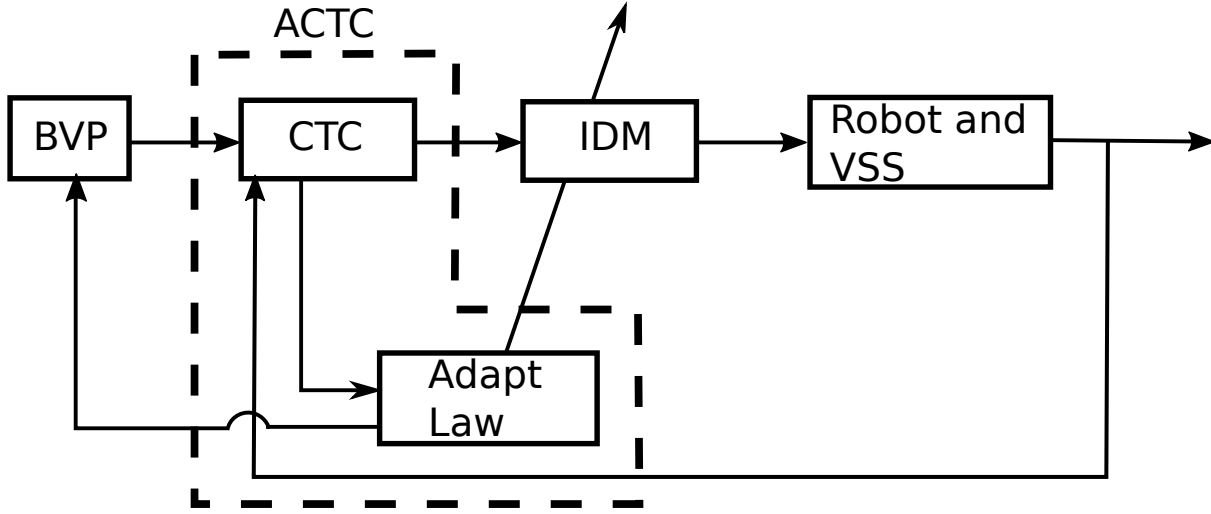 ACTC
BVP
CTC
IDM
Robot and
VSS
Adapt
Law